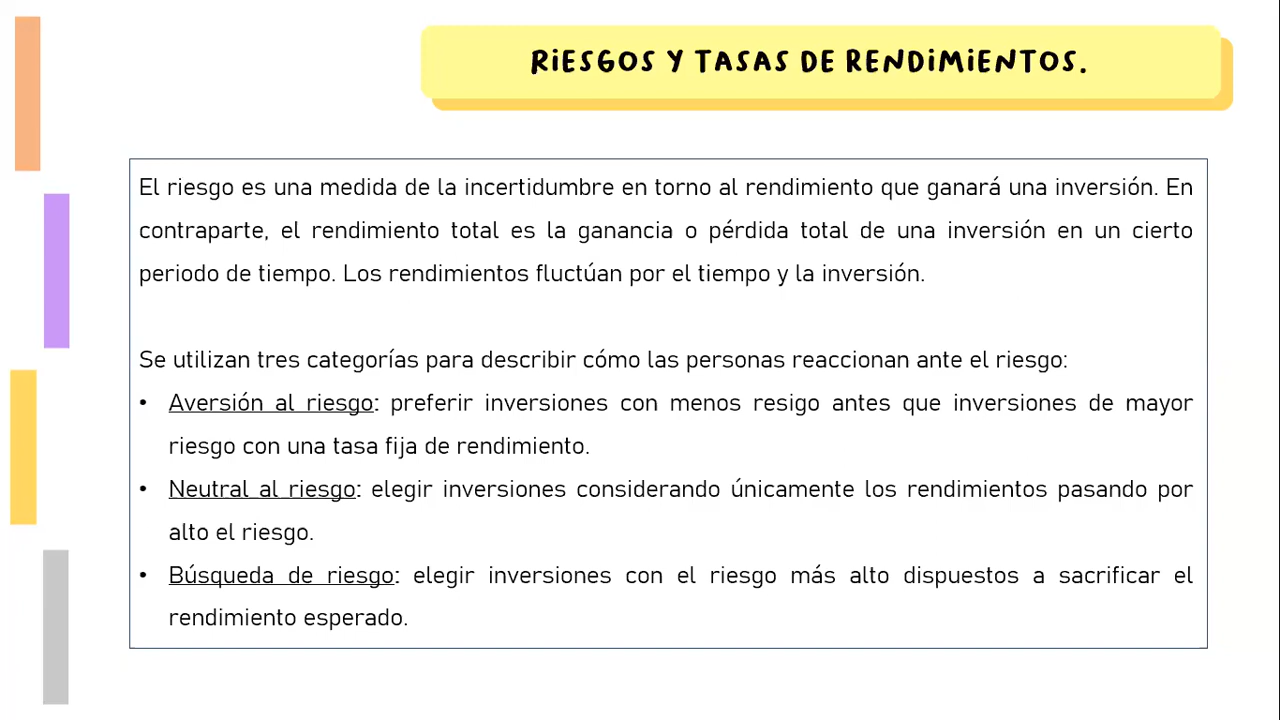 RIESGOS Y TASAS DE RENDIMIENTOS.
El riesgo es una medida de la incertidumbre en torno al rendimiento que ganará una inversión. En
contraparte, el rendimiento total es la ganancia o pérdida total de una inversión en un cierto
periodo de tiempo. Los rendimientos fluctúan por el tiempo y la inversión.
Se utilizan tres categorías para describir cómo las personas reaccionan ante el riesgo:
• Aversión al riesgo: preferir inversiones con menos resigo antes que inversiones de mayor
riesgo con una tasa fija de rendimiento.
• Neutral al riesgo: elegir inversiones considerando únicamente los rendimientos pasando por
alto el riesgo.
• Búsqueda de riesgo: elegir inversiones con el riesgo más alto dispuestos a sacrificar el
rendimiento esperado.